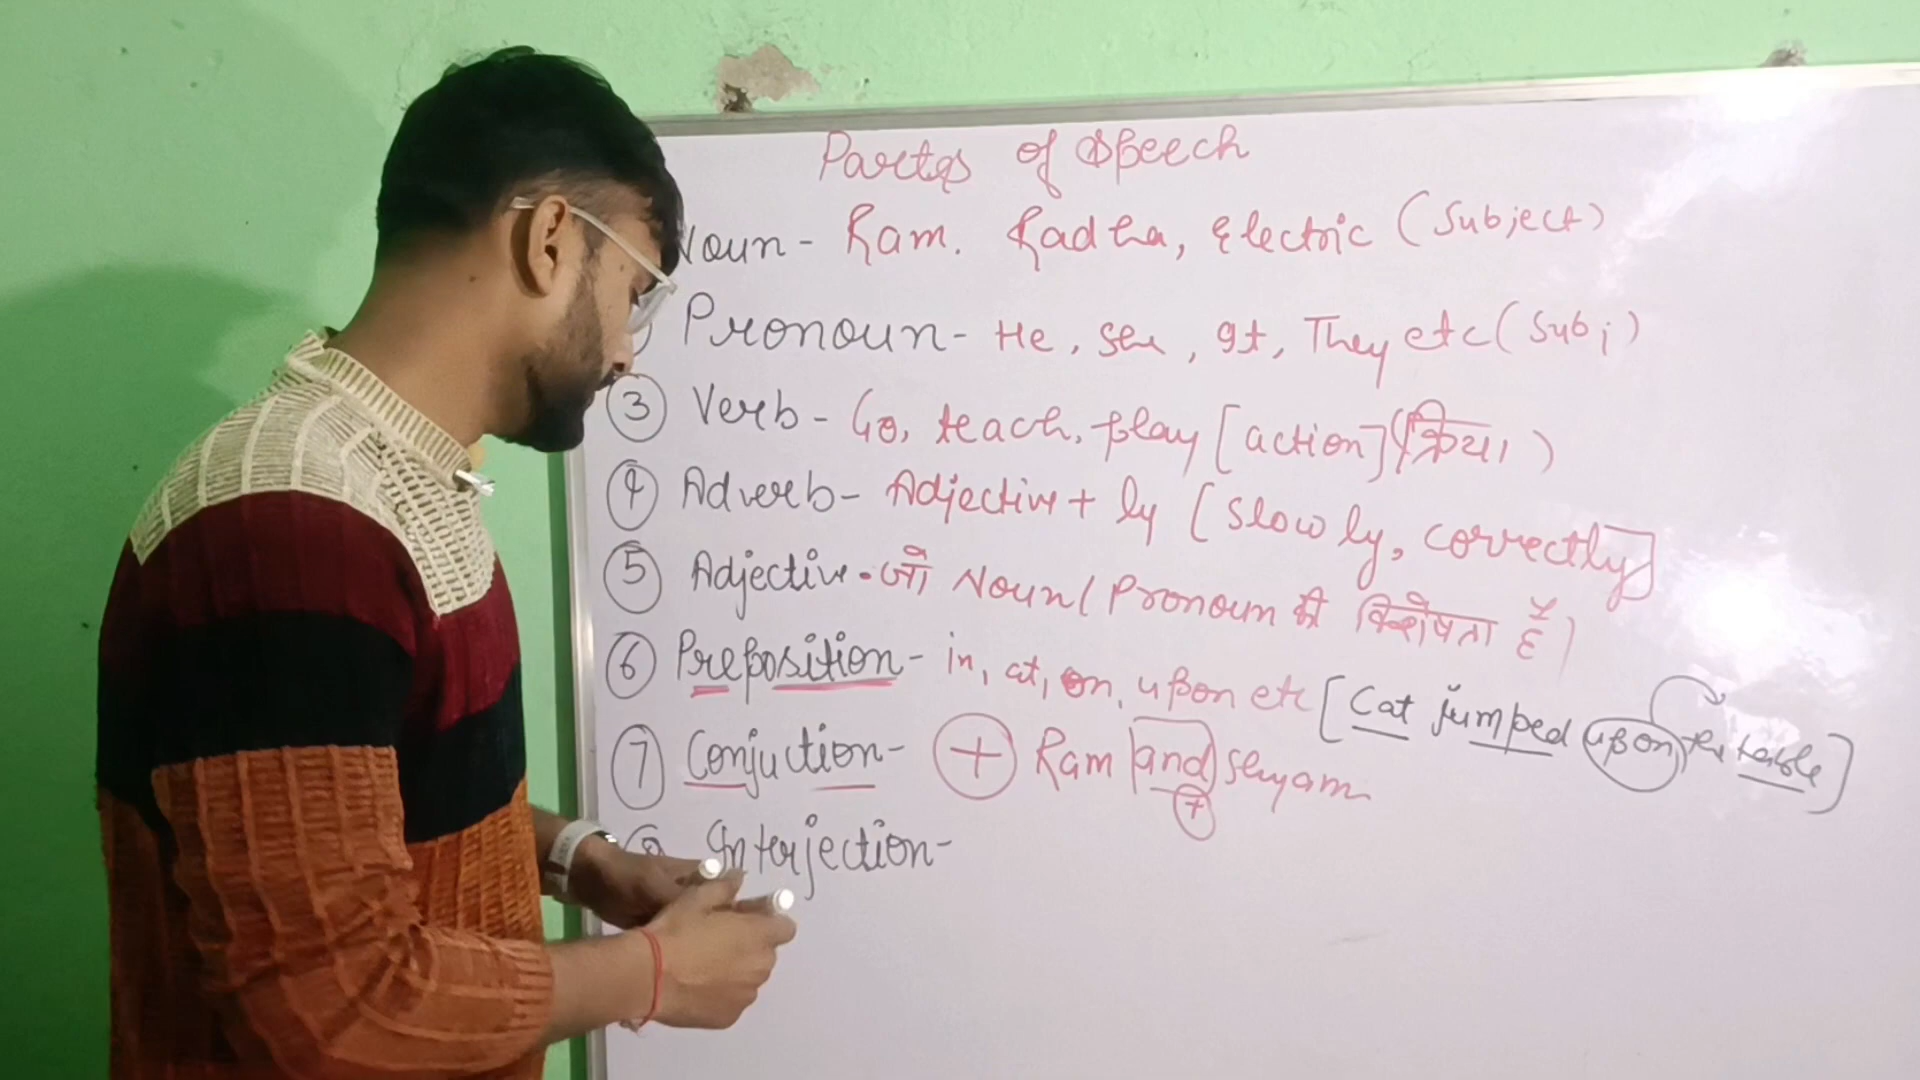 Partqs of speech
Noun - Ram. Radha, Electric (Subject)
Pronoun - He, She, It, They etc (Subj)
③ Verb - Go, teach, play [action] (क्रिया)
④ Adverb - Adjective + ly [slowly, correctly]
⑤ Adjective - जो Noun/Pronoun की विशेषता दें)
⑥ Preposition - in, at, on, upon etc [Cat jumped upon the table]
⑦ Conjuction - + Ram and shyam
+
⑧ Interjection -